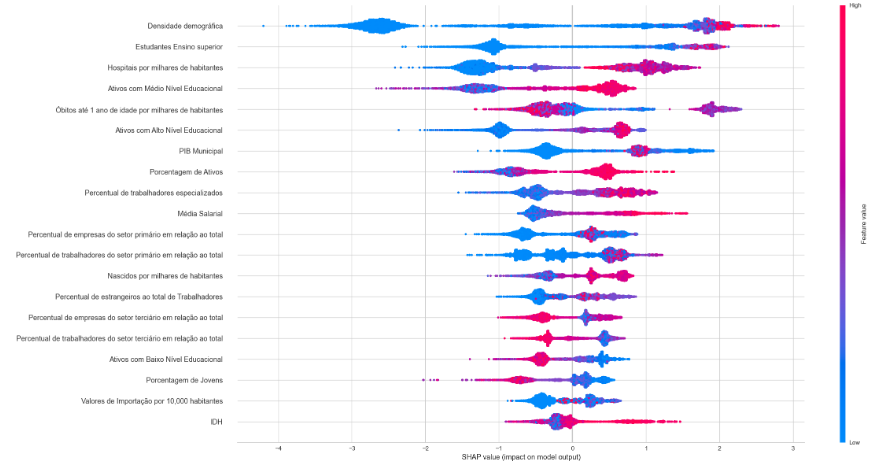 High
Densidade demográfica
Estudantes Ensino superior
Hospitais por milhares de habitantes
Ativos com Médio Nível Educacional
Óbitos até 1 ano de idade por milhares de habitantes
Ativos com Alto Nível Educacional
PIB Municipal
Porcentagem de Ativos
Percentual de trabalhadores especializados
Média Salarial
Percentual de empresas do setor primário em relação ao total
Percentual de trabalhadores do setor primário em relação ao total
Nascidos por milhares de habitantes
Percentual de estrangeiros ao total de Trabalhadores
Percentual de empresas do setor terciário em relação ao total
Percentual de trabalhadores do setor terciário em relação ao total
Ativos com Baixo Nível Educacional
Porcentagem de Jovens
Valores de Importação por 10,000 habitantes
IDH
Feature value
Low
−4 −3 −2 −1 0 1 2 3
SHAP value (impact on model output)